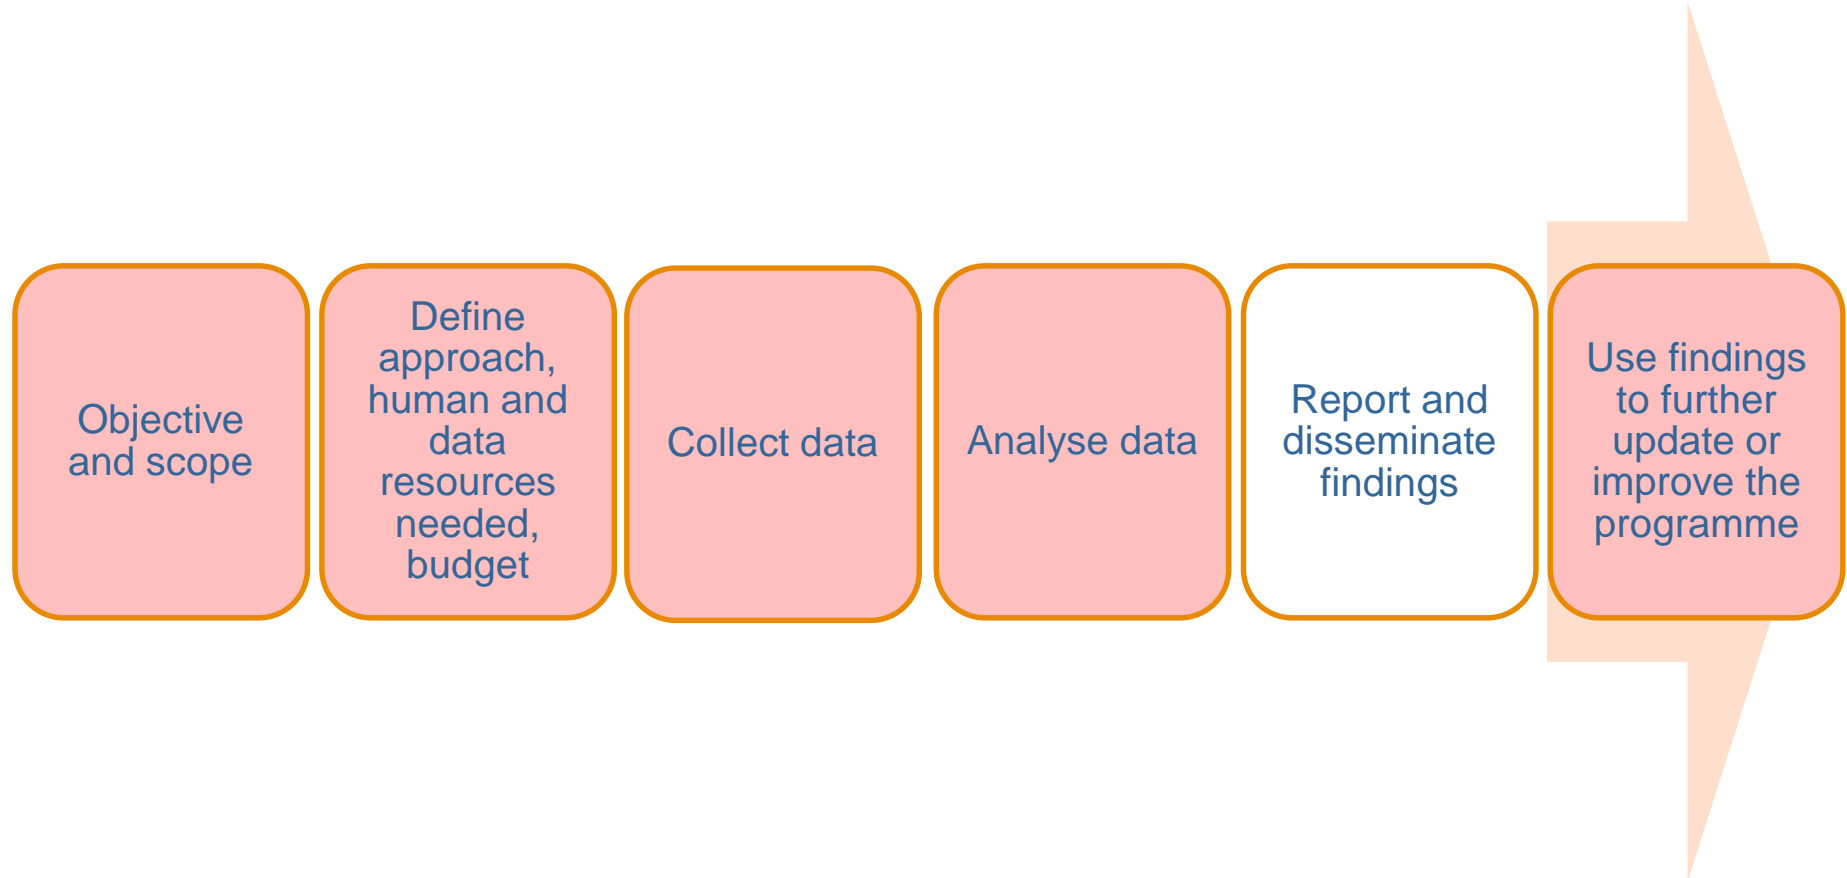 Objective
and scope
Define
approach,
human and
data
resources
needed,
budget
Collect data
Analyse data
Report and
disseminate
findings
Use findings
to further
update or
improve the
programme